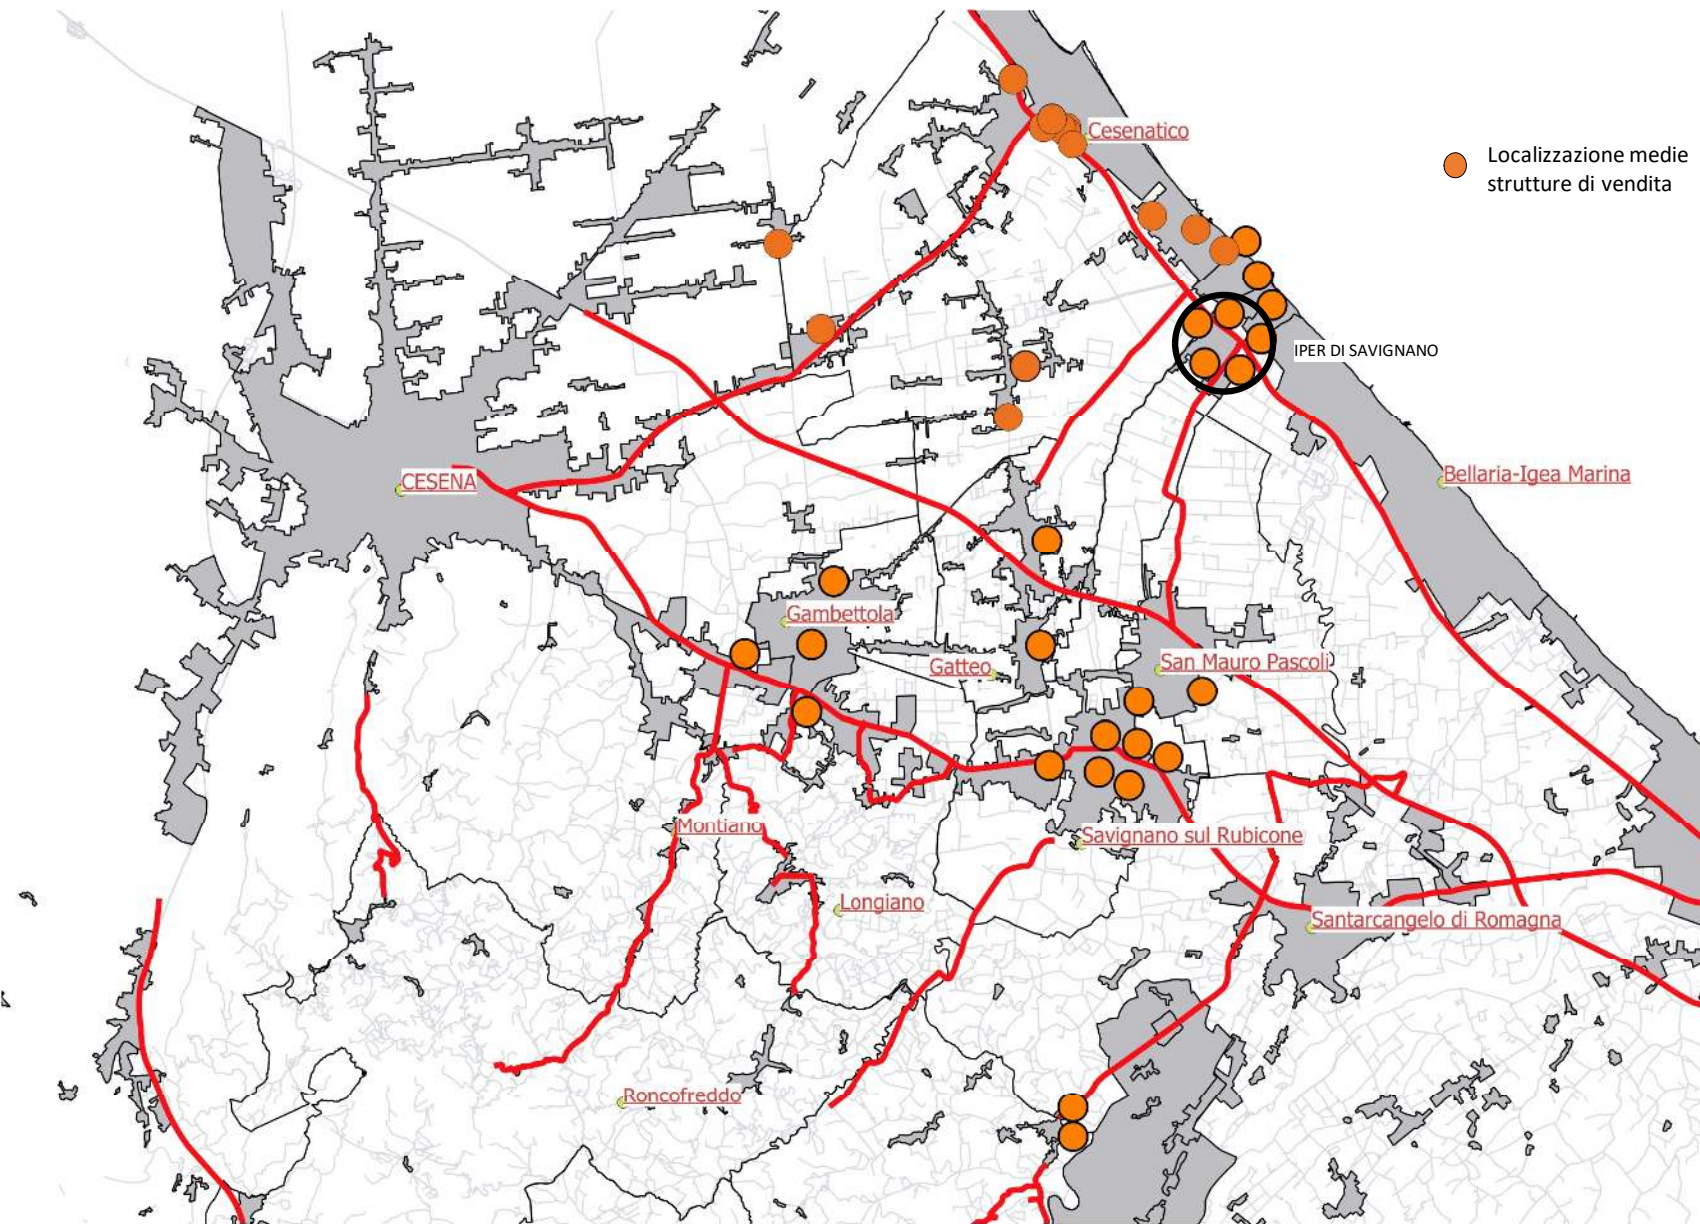 Cesenatico
Localizzazione medie
strutture di vendita
IPER DI SAVIGNANO
CESENA
Bellaria-Igea Marina
Gambettola
Gatteo
San Mauro Pascoli
Montiano
Savignano sul Rubicone
Longiano
Santarcangelo di Romagna
Roncofreddo